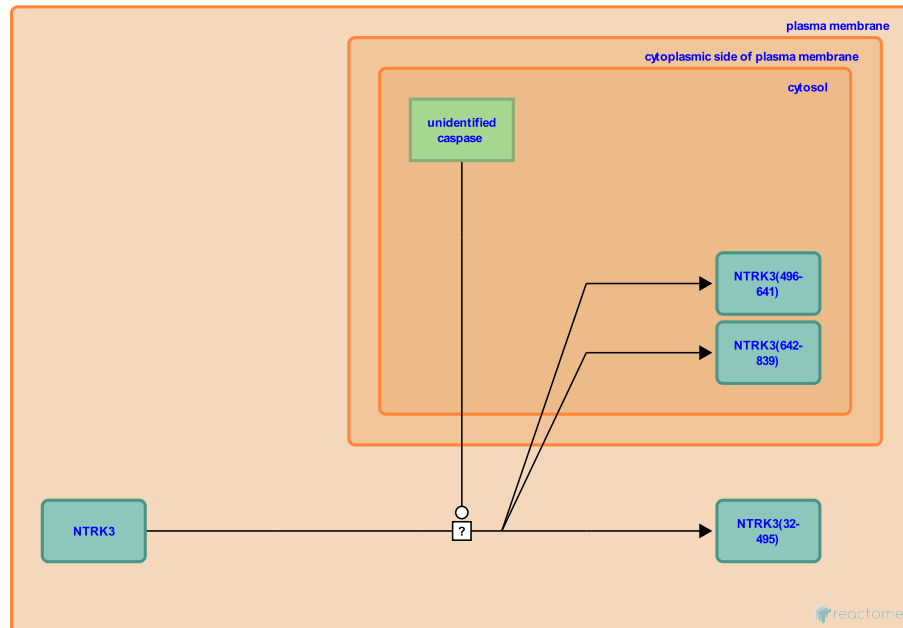 plasma membrane
cytoplasmic side of plasma membrane
cytosol
unidentified
caspase
NTRK3(496-
641)
NTRK3(642-
839)
NTRK3
?
NTRK3(32-
495)
reactome